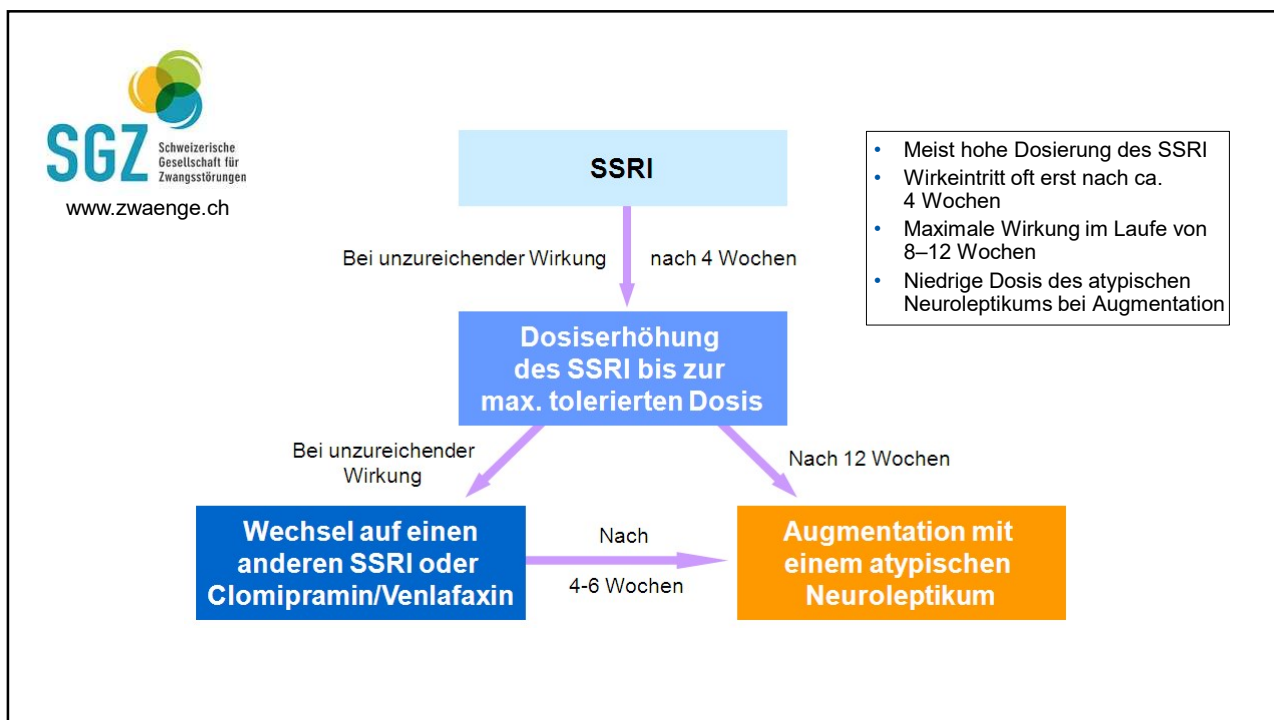 SGZ
Schweizerische
Gesellschaft für
Zwangsstörungen
www.zwaenge.ch
SSRI
• Meist hohe Dosierung des SSRI
• Wirkeintritt oft erst nach ca.
4 Wochen
• Maximale Wirkung im Laufe von
8–12 Wochen
• Niedrige Dosis des atypischen
Neuroleptikums bei Augmentation
Bei unzureichender Wirkung nach 4 Wochen
Dosiserhöhung
des SSRI bis zur
max. tolerierten Dosis
Bei unzureichender
Wirkung
Nach 12 Wochen
Wechsel auf einen
anderen SSRI oder
Clomipramin/Venlafaxin
Nach
4-6 Wochen
Augmentation mit
einem atypischen
Neuroleptikum